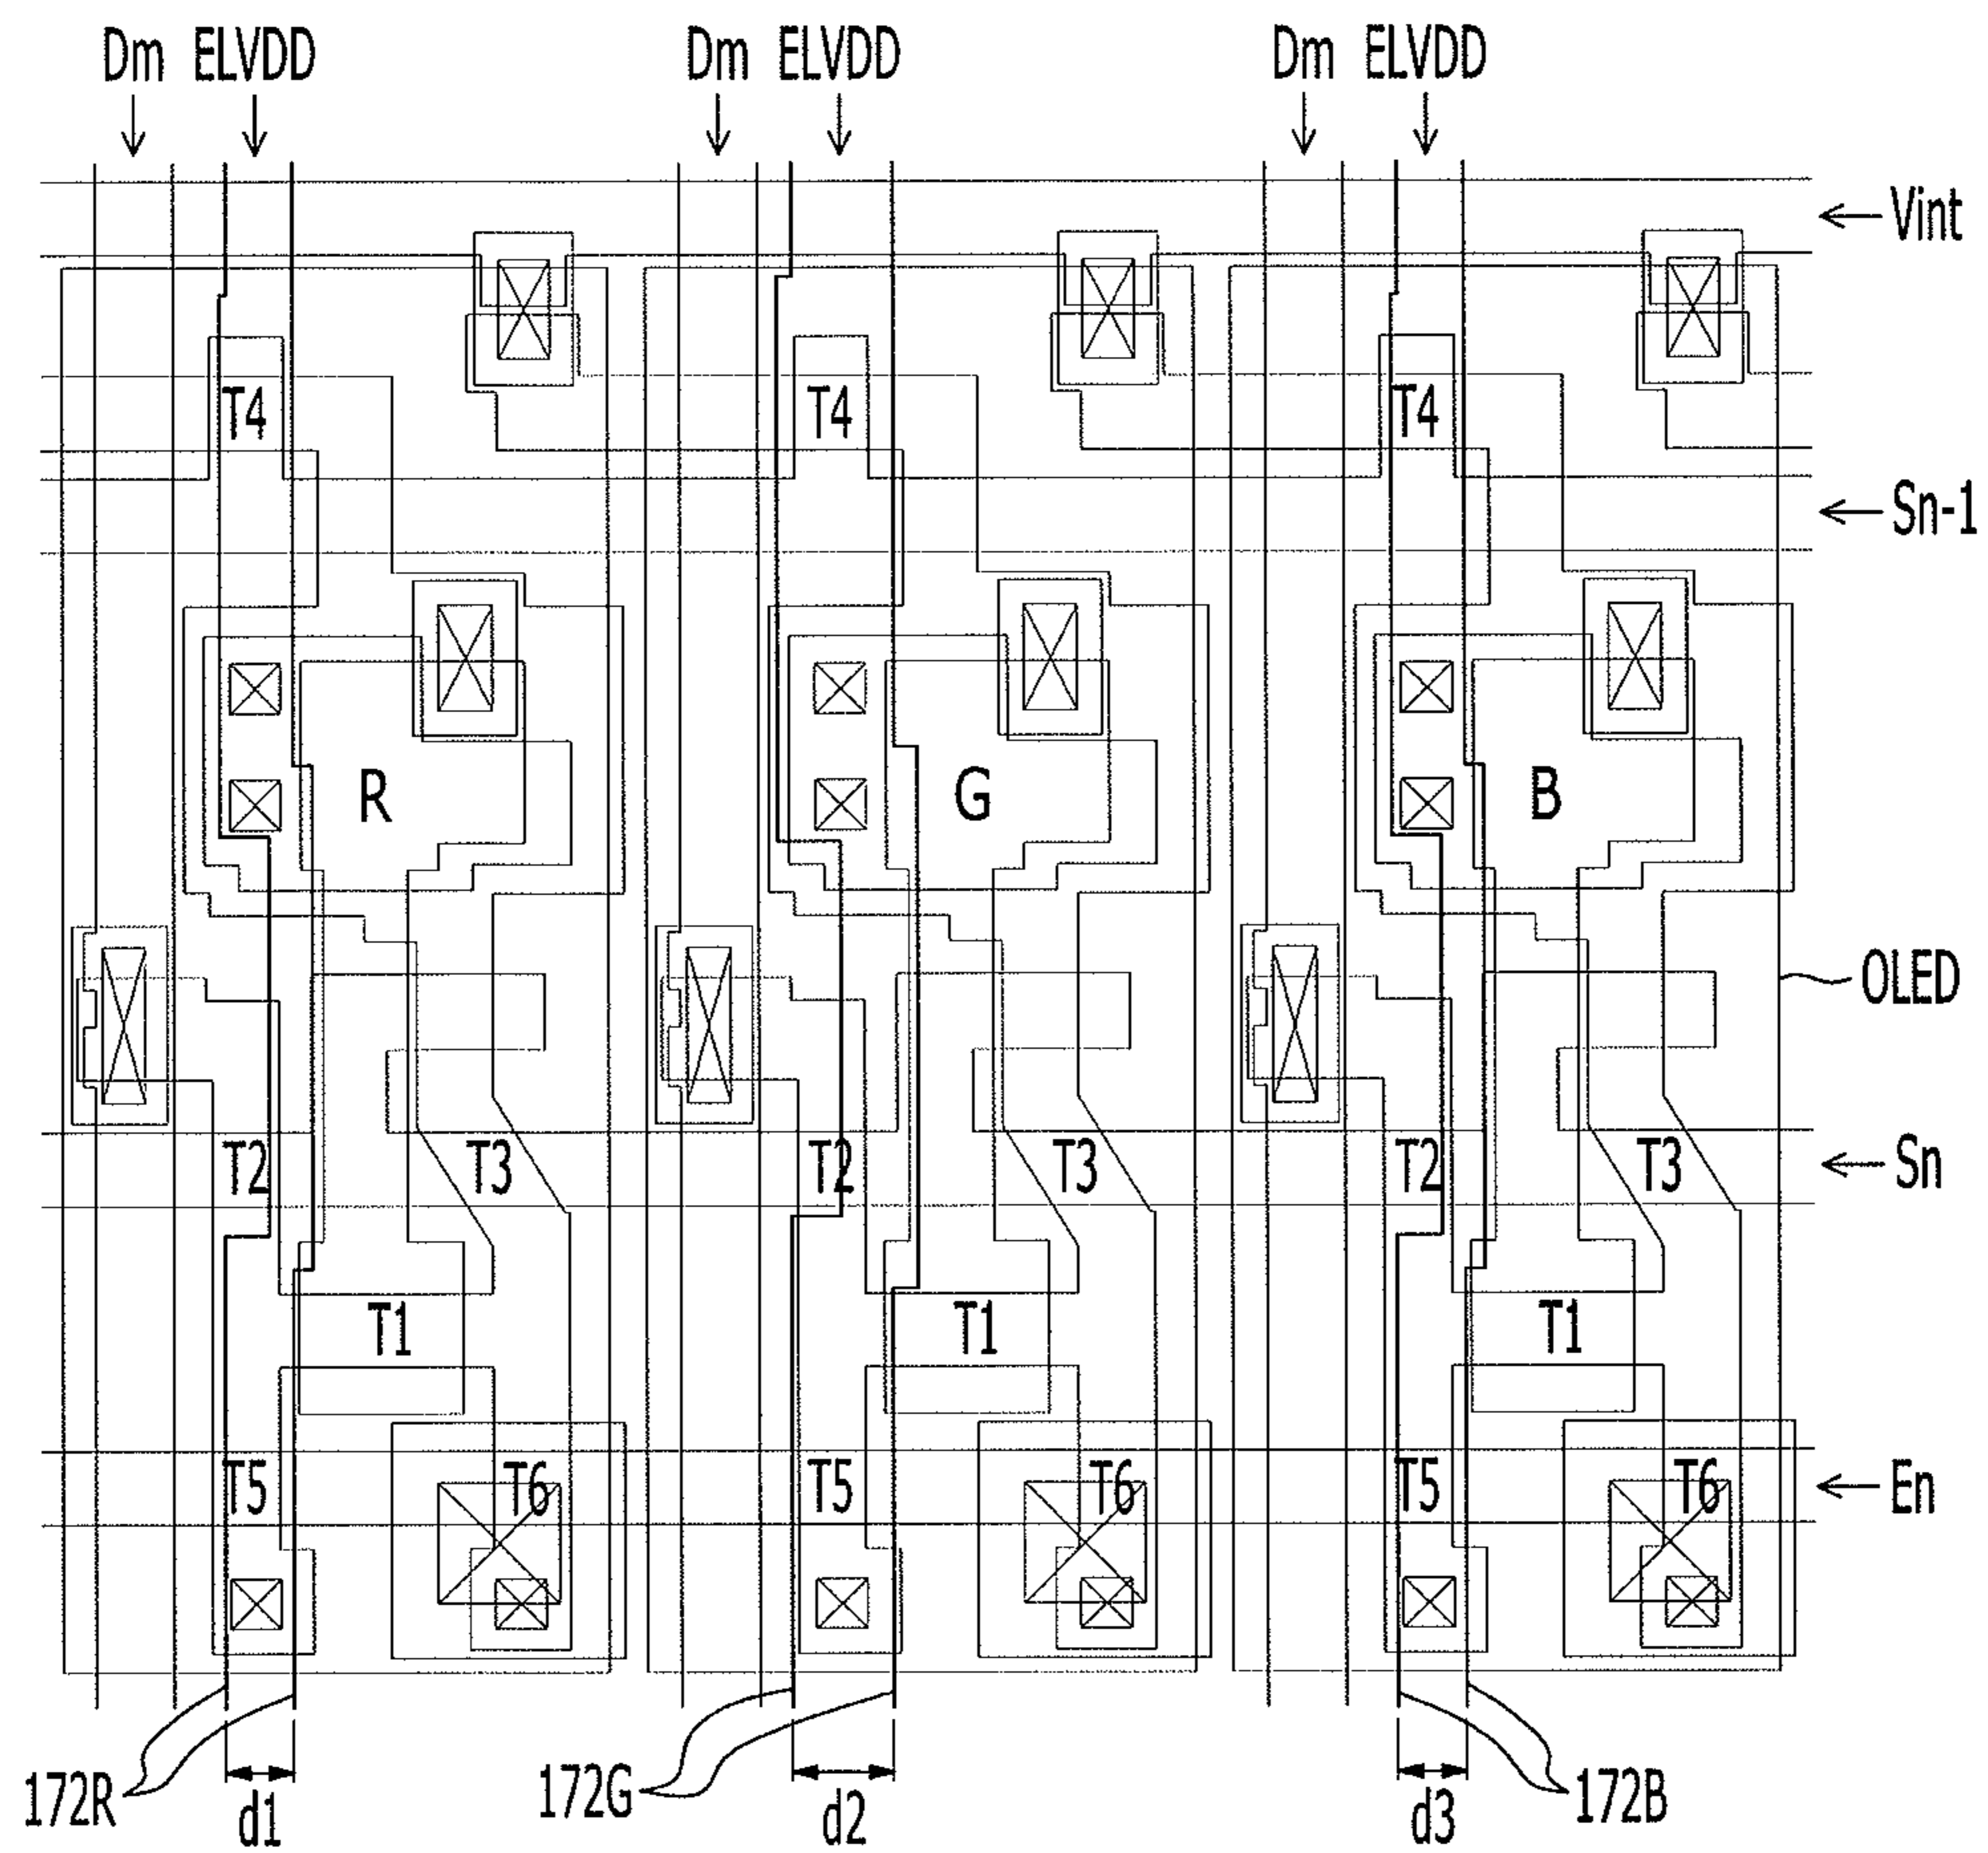 Dm ELVDD Dm ELVDD Dm ELVDD
Vint
T4 T4 T4
Sn-1
R G B
OLED
T2 T3 T2 T3 T2 T3
Sn
T1 T1 T1
T5 T6 T5 T6 T5 T6
En
172R d1 172G d2 d3 172B